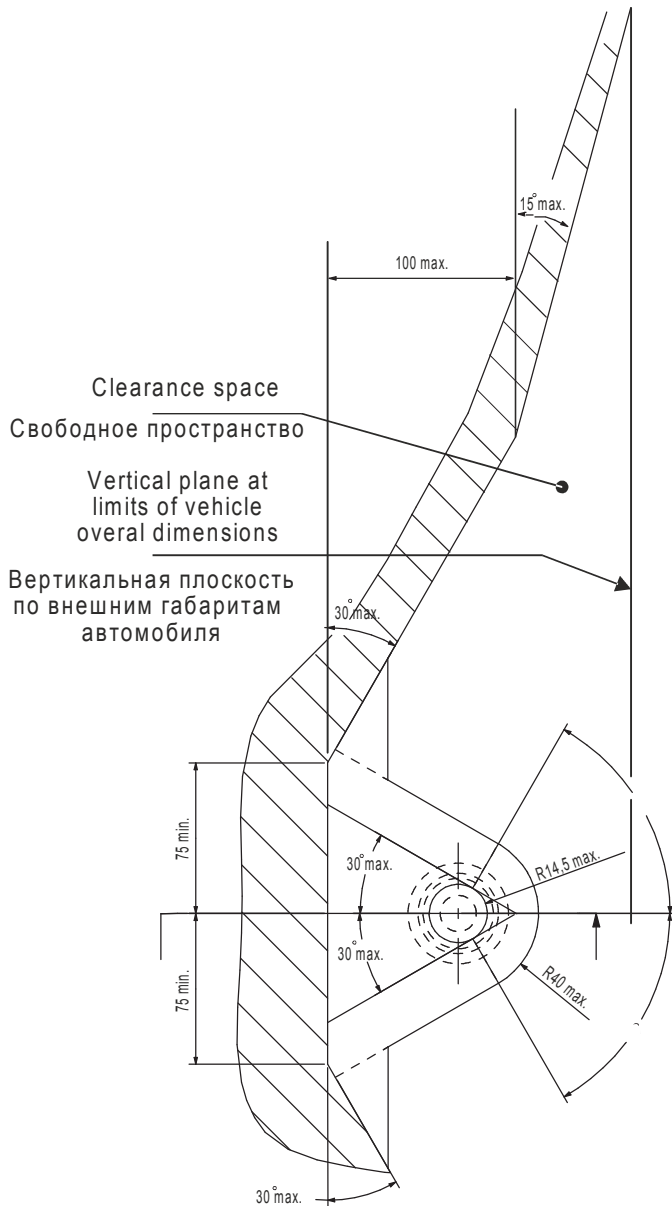 15° max.
100 max.
Clearance space
Свободное пространство
Vertical plane at
limits of vehicle
overal dimensions
Вертикальная плоскость
по внешним габаритам
автомобиля
30° max.
75 min.
30° max.
R14,5 max.
30° max.
75 min.
R40 max.
30° max.